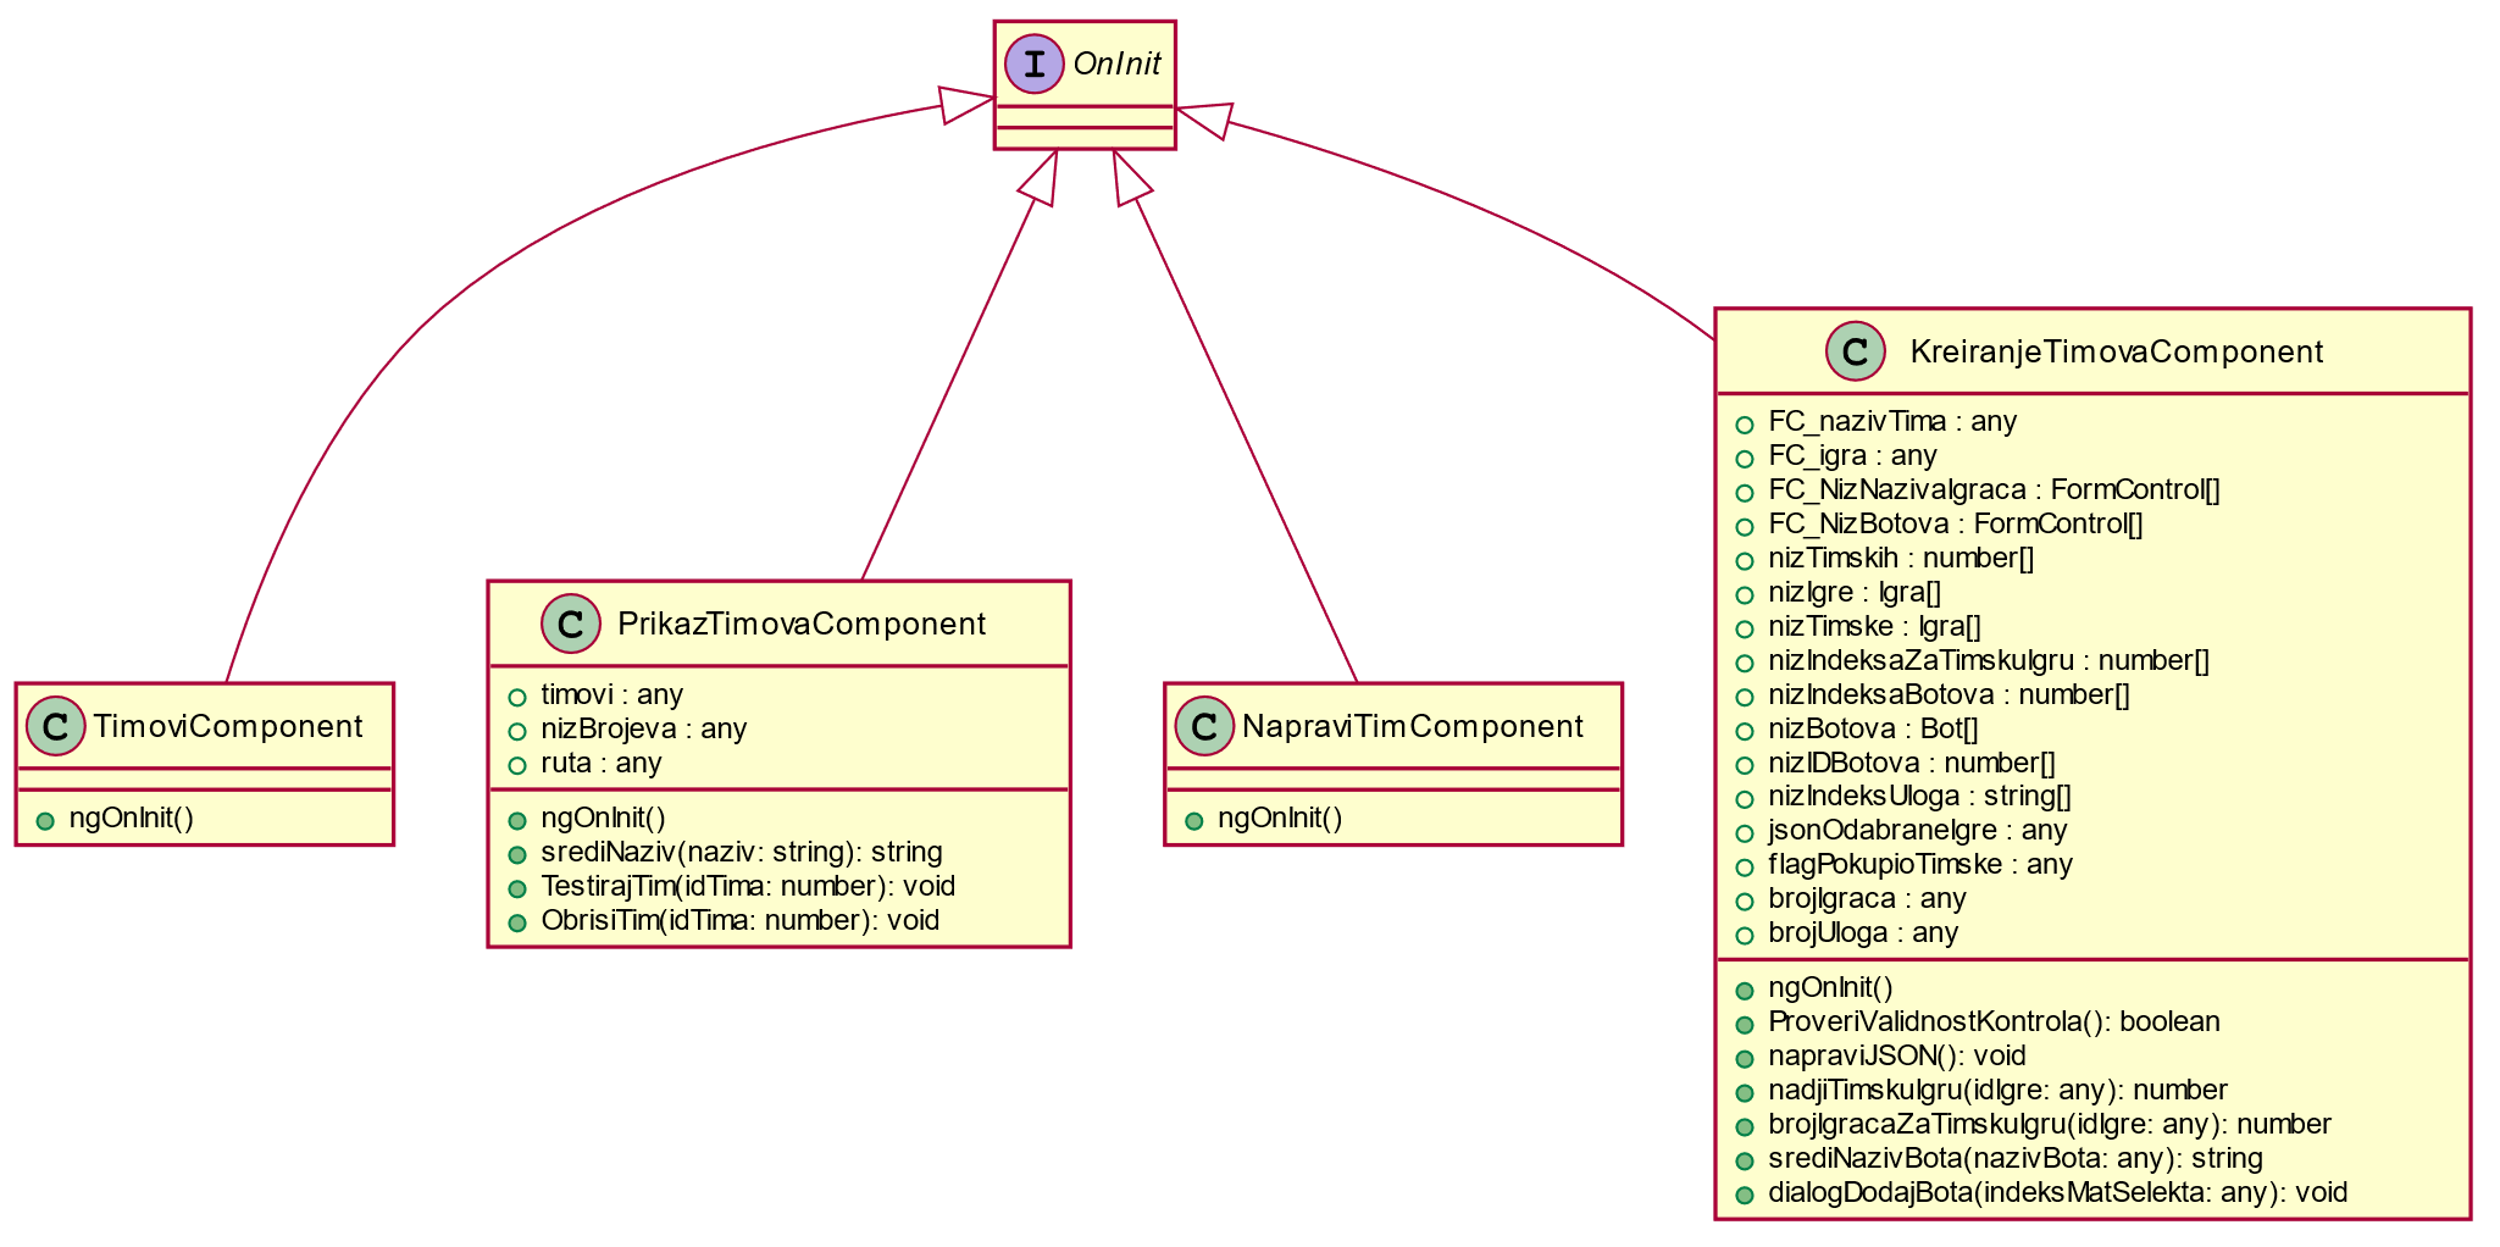 I OnInit
C TimoviComponent
ngOnInit()
C PrikazTimovaComponent
timovi : any
nizBrojeva : any
ruta : any
ngOnInit()
srediNaziv(naziv: string): string
TestirajTim(idTima: number): void
ObrisiTim(idTima: number): void
C NapraviTimComponent
ngOnInit()
C KreiranjeTimovaComponent
FC_nazivTima : any
FC_igra : any
FC_NizNazivaIgraca : FormControl[]
FC_NizBotova : FormControl[]
nizTimskih : number[]
nizIgre : Igra[]
nizTimske : Igra[]
nizIndeksaZaTimskuIgru : number[]
nizIndeksaBotova : number[]
nizBotova : Bot[]
nizIDBotova : number[]
nizIndeksUloga : string[]
jsonOdabraneIgre : any
flagPokupioTimske : any
brojIgraca : any
brojUloga : any
ngOnInit()
ProveriValidnostKontrola(): boolean
napraviJSON(): void
nadjiTimskuIgru(idIgre: any): number
brojIgracaZaTimskuIgru(idIgre: any): number
srediNazivBota(nazivBota: any): string
dialogDodajBota(indeksMatSelekta: any): void